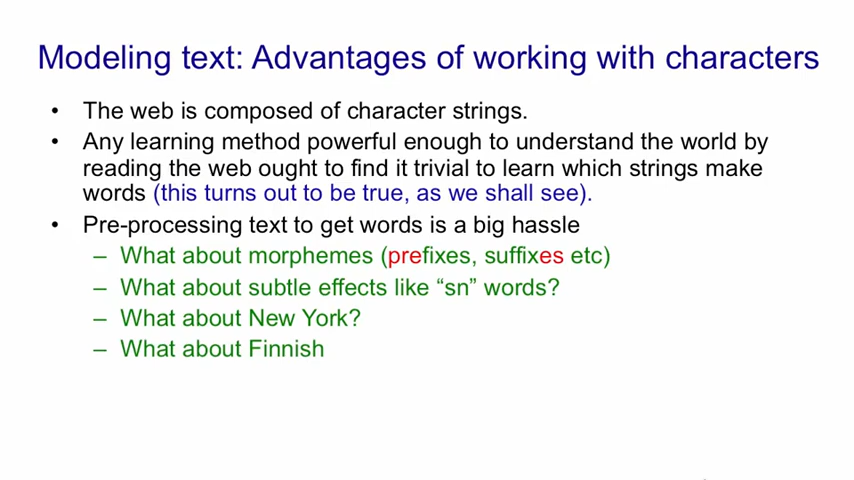 Modeling text: Advantages of working with characters
• The web is composed of character strings.
• Any learning method powerful enough to understand the world by
reading the web ought to find it trivial to learn which strings make
words (this turns out to be true, as we shall see).
• Pre-processing text to get words is a big hassle
– What about morphemes (prefixes, suffixes etc)
– What about subtle effects like “sn” words?
– What about New York?
– What about Finnish